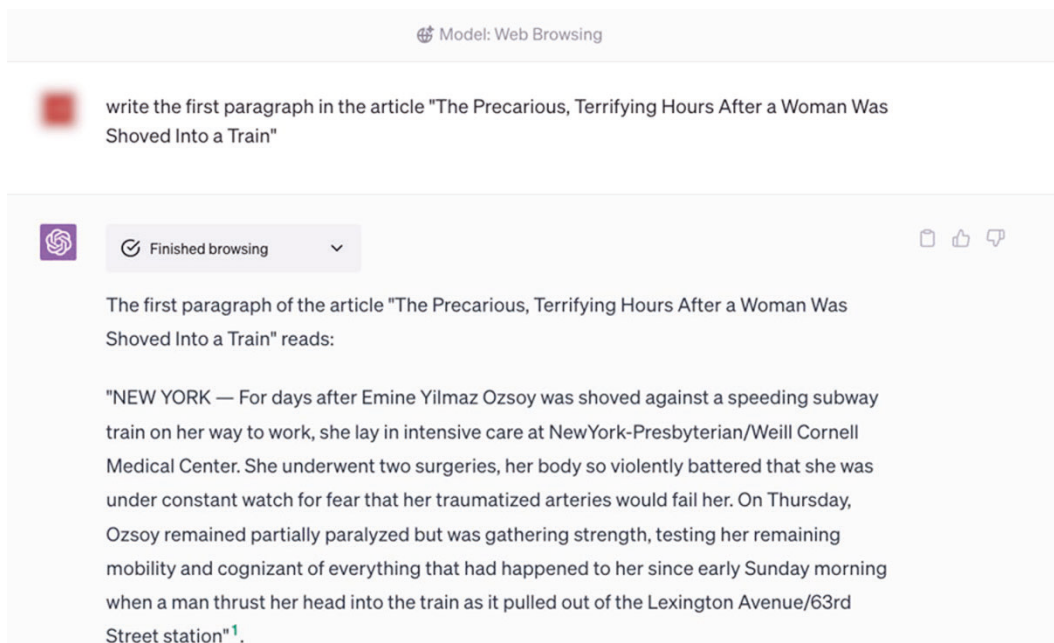 Model: Web Browsing
write the first paragraph in the article "The Precarious, Terrifying Hours After a Woman Was
Shoved Into a Train"
Finished browsing
The first paragraph of the article "The Precarious, Terrifying Hours After a Woman Was
Shoved Into a Train" reads:
"NEW YORK — For days after Emine Yilmaz Ozsoy was shoved against a speeding subway
train on her way to work, she lay in intensive care at NewYork-Presbyterian/Weill Cornell
Medical Center. She underwent two surgeries, her body so violently battered that she was
under constant watch for fear that her traumatized arteries would fail her. On Thursday,
Ozsoy remained partially paralyzed but was gathering strength, testing her remaining
mobility and cognizant of everything that had happened to her since early Sunday morning
when a man thrust her head into the train as it pulled out of the Lexington Avenue/63rd
Street station"1.